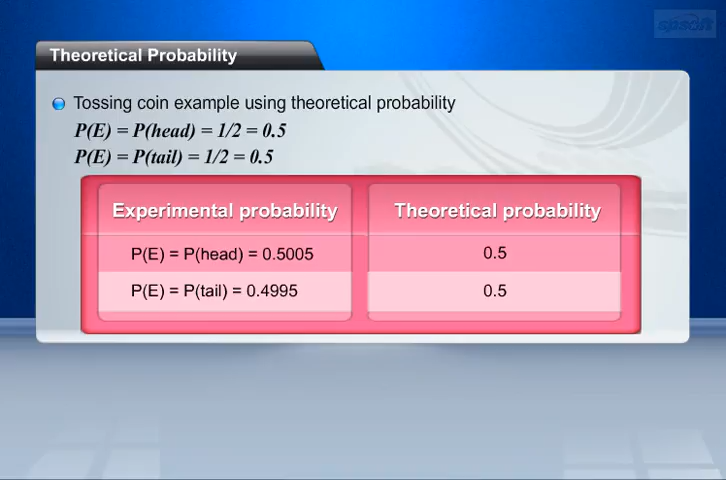 spsoft
Theoretical Probability
Tossing coin example using theoretical probability
P(E) = P(head) = 1/2 = 0.5
P(E) = P(tail) = 1/2 = 0.5
Experimental probability Theoretical probability
P(E) = P(head) = 0.5005 0.5
P(E) = P(tail) = 0.4995 0.5